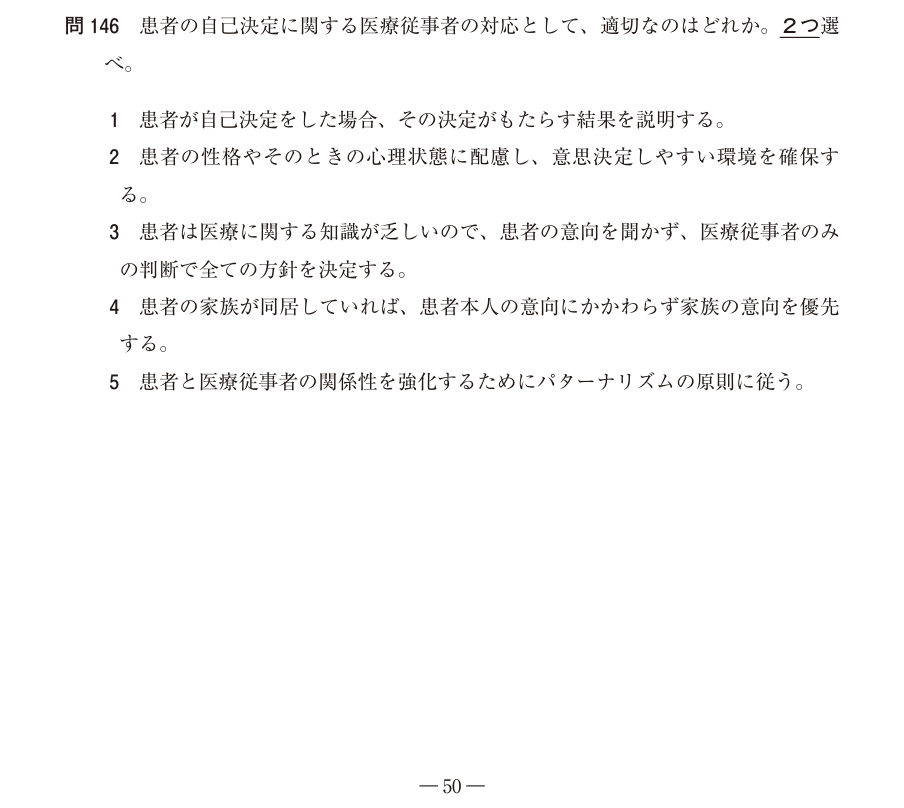 問 146 患者の自己決定に関する医療従事者の対応として、適切なのはどれか。2つ選
べ。
1 患者が自己決定をした場合、その決定がもたらす結果を説明する。
2 患者の性格やそのときの心理状態に配慮し、意思決定しやすい環境を確保す
る。
3 患者は医療に関する知識が乏しいので、患者の意向を聞かず、医療従事者のみ
の判断で全ての方針を決定する。
4 患者の家族が同居していれば、患者本人の意向にかかわらず家族の意向を優先
する。
5 患者と医療従事者の関係性を強化するためにパターナリズムの原則に従う。
— 50 —